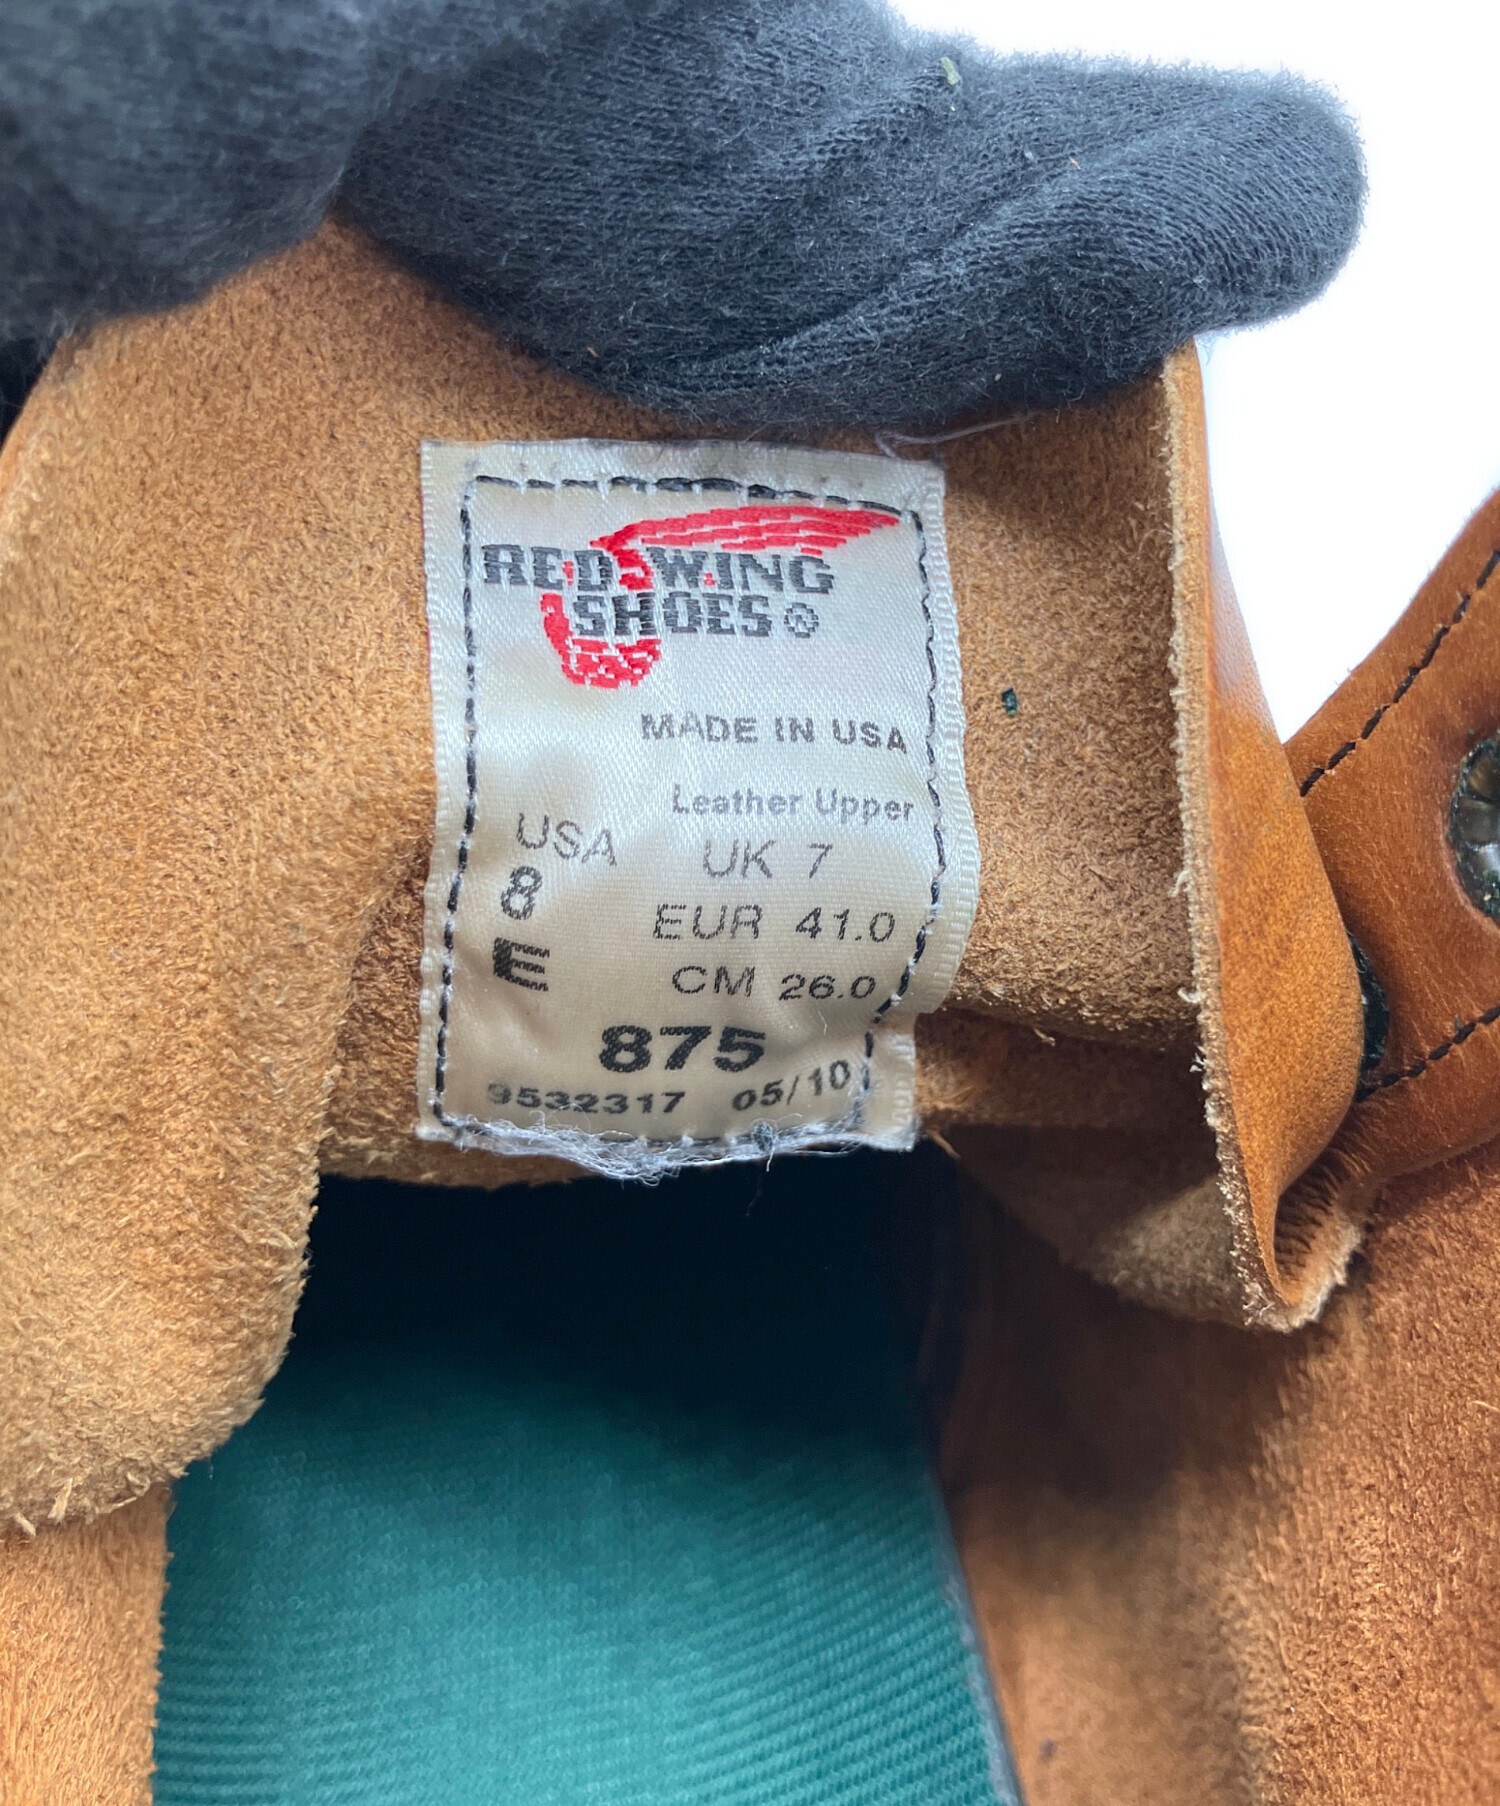 RED WING
SHOES®
MADE IN USA
Leather Upper
USA UK 7
8 EUR 41.0
E CM 26.0
875
9532317 05/10